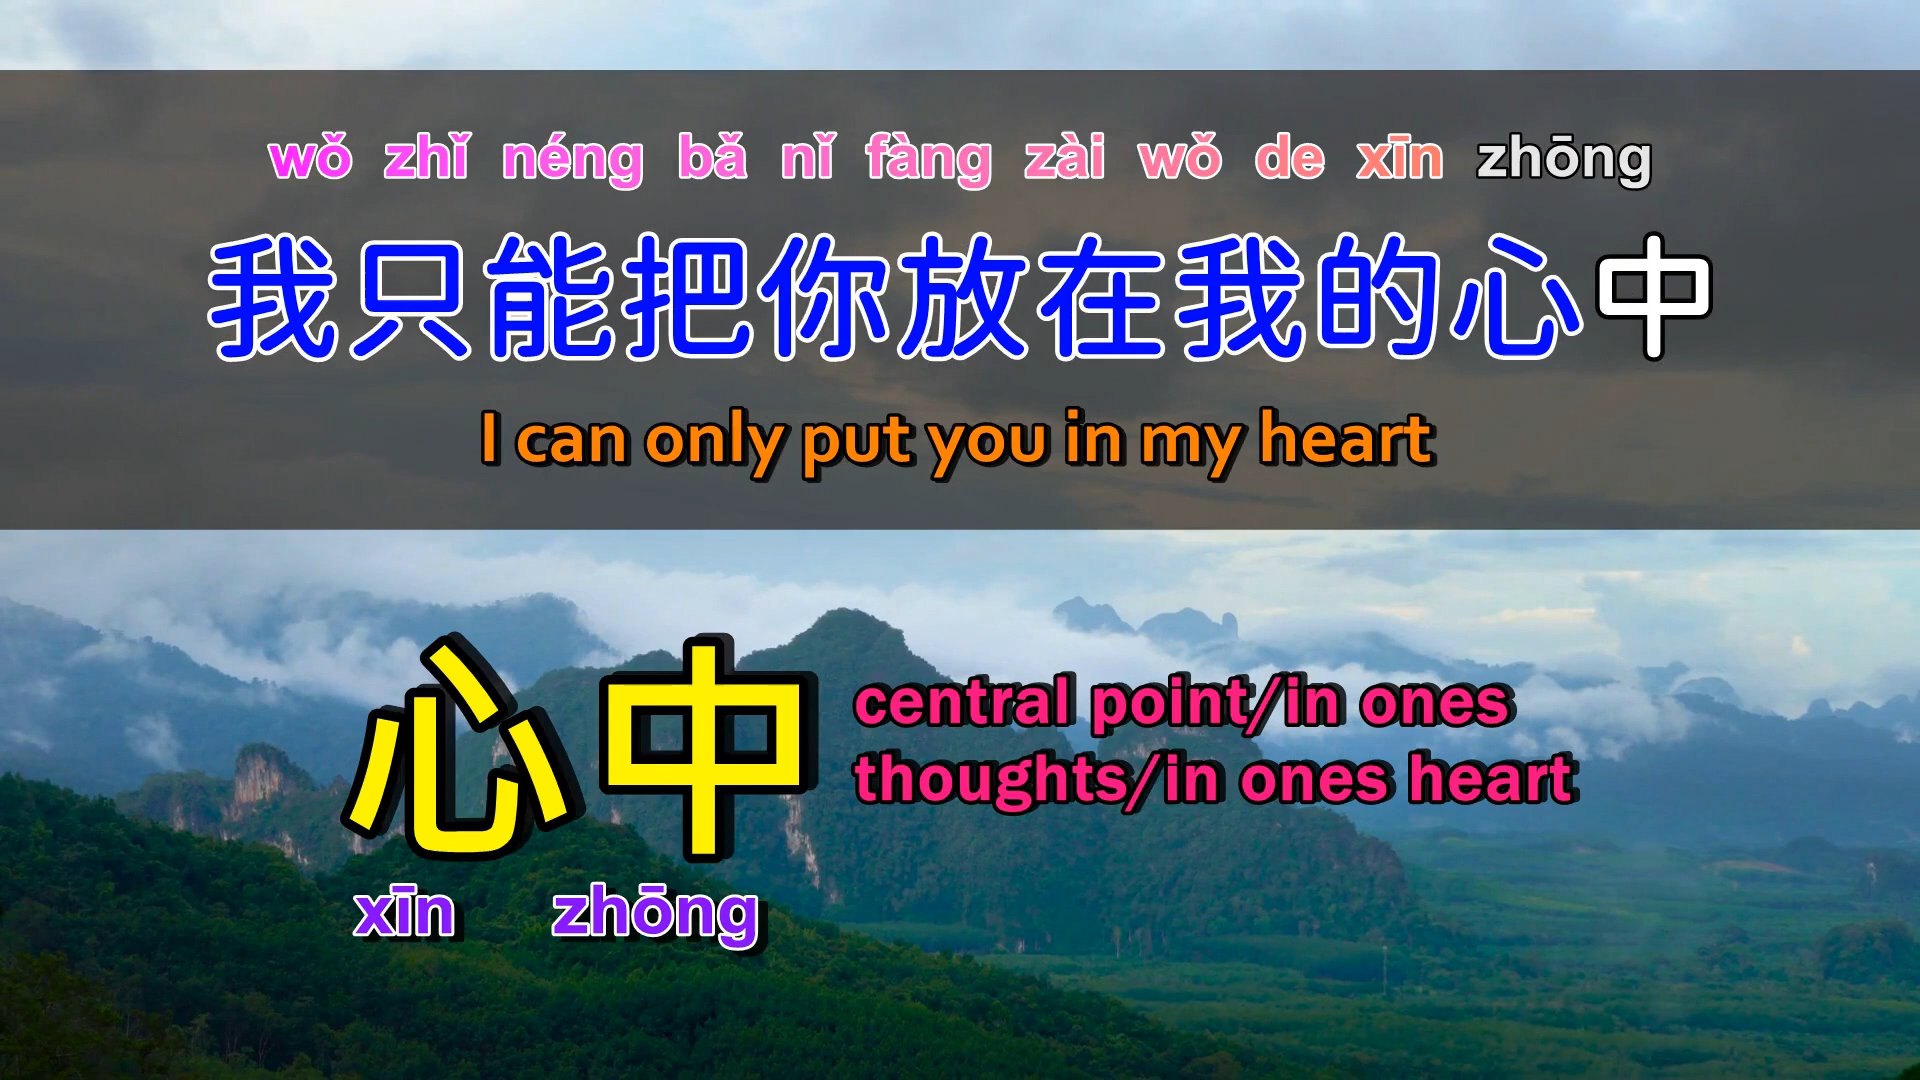 wǒ zhǐ néng bǎ nǐ fàng zài wǒ de xīn zhōng
我只能把你放在我的心中
I can only put you in my heart
心中
central point/in ones
thoughts/in ones heart
xīn zhōng